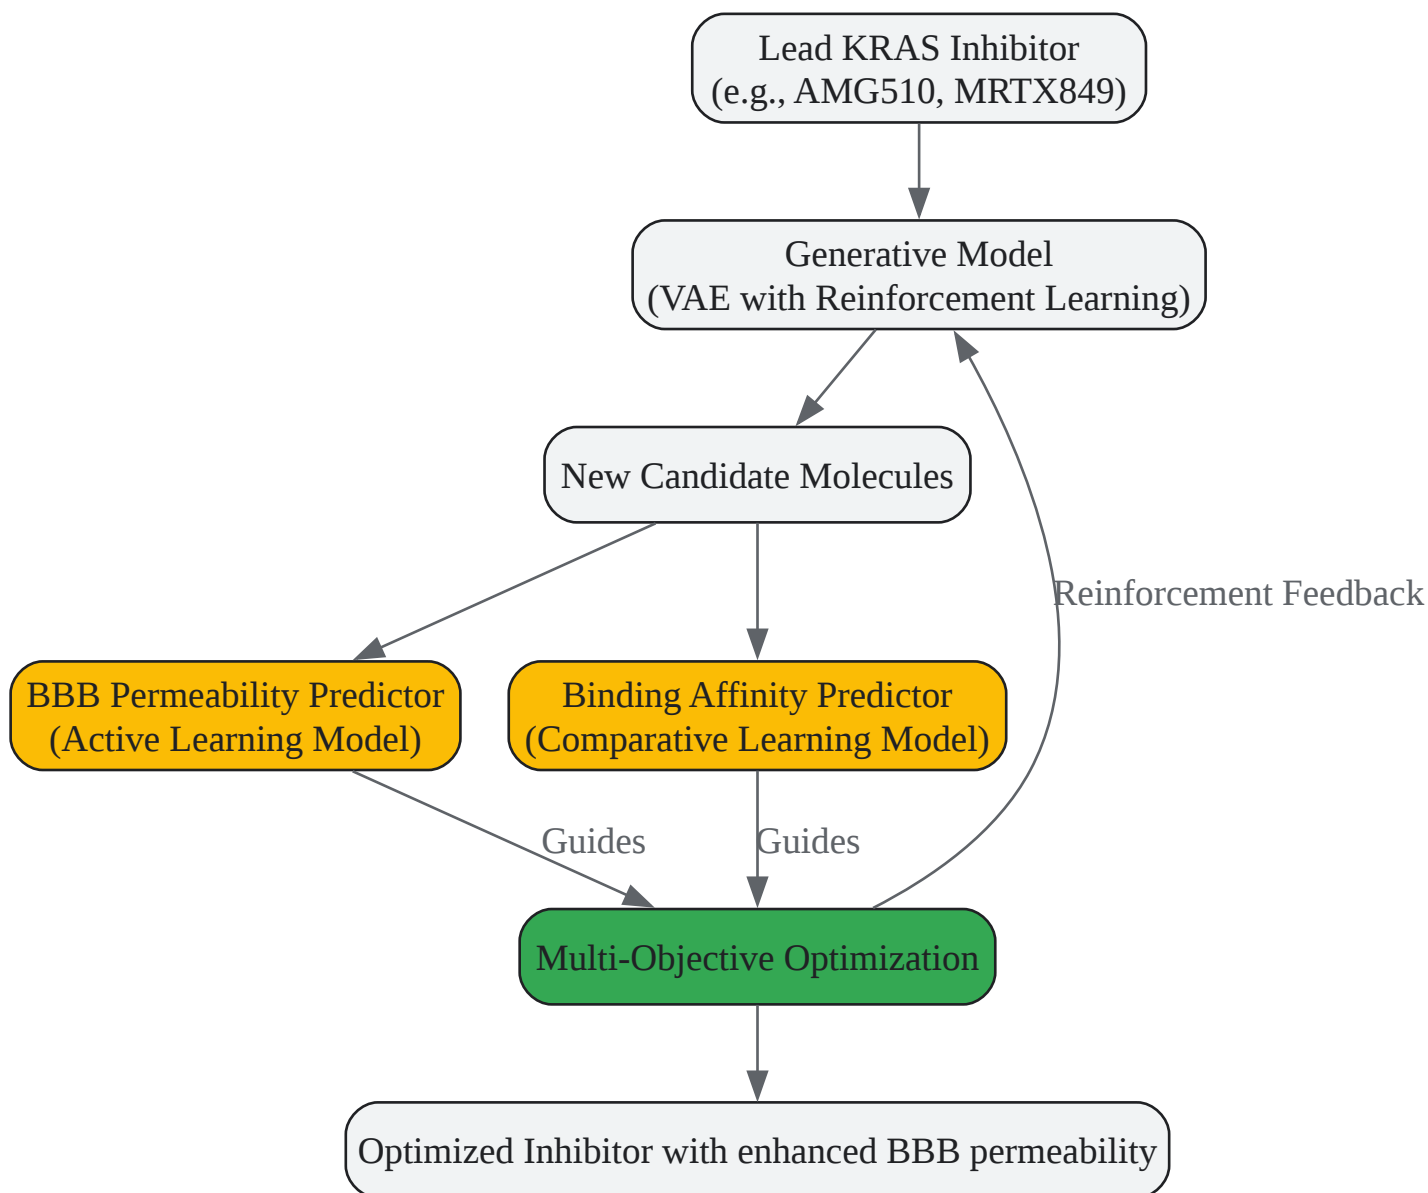 Lead KRAS Inhibitor
(e.g., AMG510, MRTX849)
Generative Model
(VAE with Reinforcement Learning)
New Candidate Molecules
Reinforcement Feedback
BBB Permeability Predictor
(Active Learning Model)
Binding Affinity Predictor
(Comparative Learning Model)
Guides
Guides
Multi-Objective Optimization
Optimized Inhibitor with enhanced BBB permeability